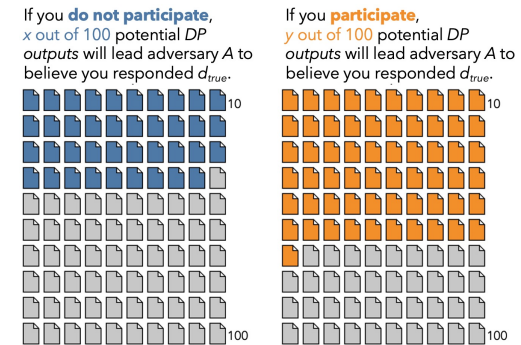 If you do not participate,
x out of 100 potential DP
outputs will lead adversary A to
believe you responded dtrue.
10
100
If you participate,
y out of 100 potential DP
outputs will lead adversary A to
believe you responded dtrue.
10
100